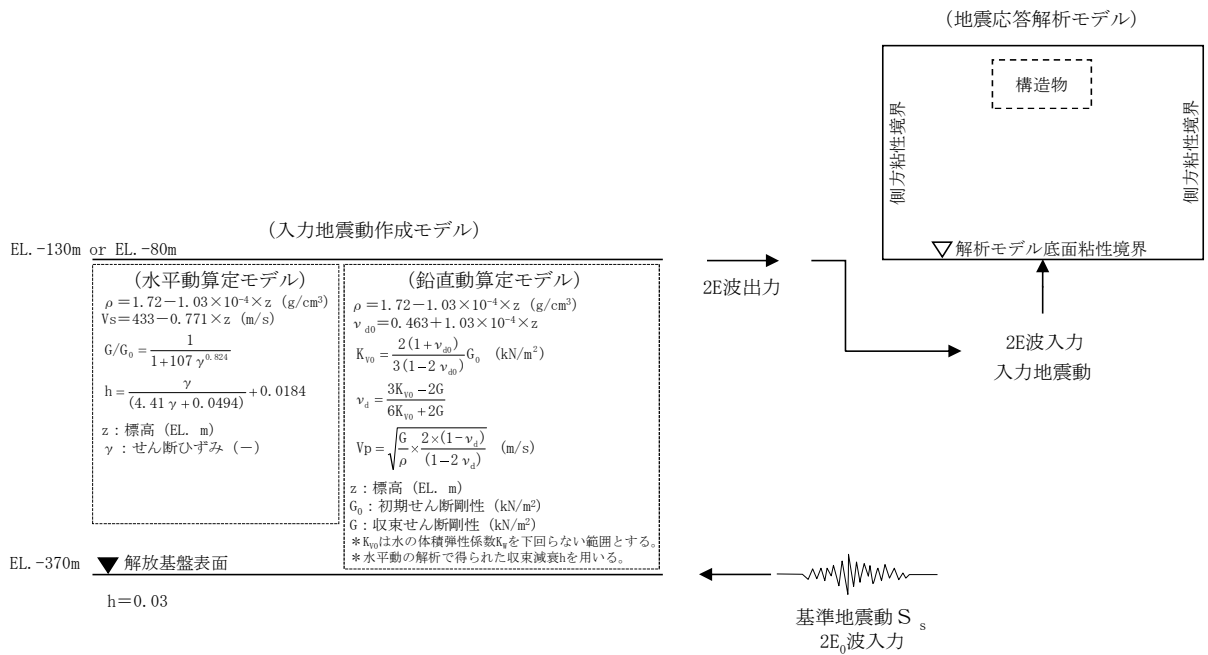 (地震応答解析モデル)
構造物
側方粘性境界
側方粘性境界
▽解析モデル底面粘性境界
(入力地震動作成モデル)
EL.-130m or EL.-80m
(水平動算定モデル)
ρ=1.72-1.03×10⁻⁴×z (g/cm³)
Vs=433-0.771×z (m/s)
G/G₀=1/(1+107 γ^0.824)
h=γ/(4.41γ+0.0494)+0.0184
z:標高 (EL. m)
γ:せん断ひずみ (-)
(鉛直動算定モデル)
ρ=1.72-1.03×10⁻⁴×z (g/cm³)
ν_d0=0.463+1.03×10⁻⁴×z
K_V0=2(1+ν_d0)/3(1-2ν_d0) G₀ (kN/m²)
ν_d=(3K_V0-2G)/(6K_V0+2G)
Vp=√(G/ρ×2×(1-ν_d)/(1-2ν_d)) (m/s)
z:標高 (EL. m)
G₀:初期せん断剛性 (kN/m²)
G:収束せん断剛性 (kN/m²)
*K_V0は水の体積弾性係数K_Wを下回らない範囲とする。
*水平動の解析で得られた収束減衰hを用いる。
2E波出力
2E波入力
入力地震動
EL.-370m
▼解放基盤表面
h=0.03
基準地震動Ss
2E₀波入力